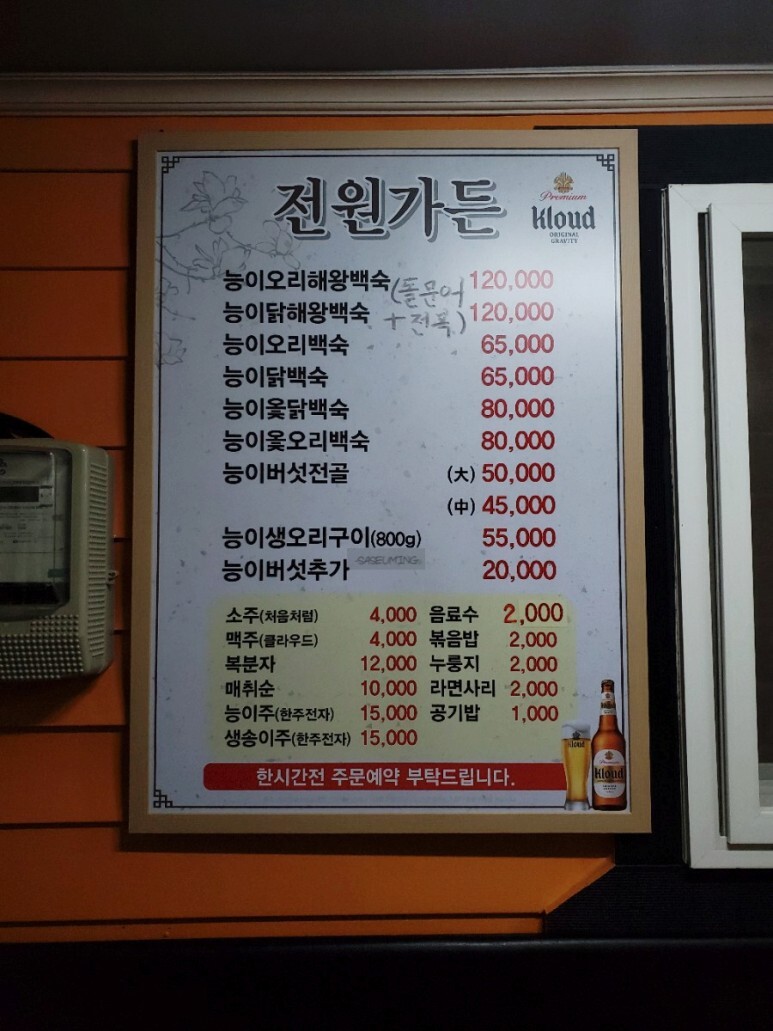 전원가든
Premium
Kloud
ORIGINAL
GRAVITY
능이오리해왕백숙 120,000
능이닭해왕백숙 120,000
(돌문어
+전복)
능이오리백숙 65,000
능이닭백숙 65,000
능이옻닭백숙 80,000
능이옻오리백숙 80,000
능이버섯전골 (大) 50,000
(中) 45,000
능이생오리구이(800g) 55,000
SASEUMING
능이버섯추가 20,000
소주(처음처럼) 4,000 음료수 2,000
맥주(클라우드) 4,000 볶음밥 2,000
복분자 12,000 누룽지 2,000
매취순 10,000 라면사리 2,000
능이주(한주전자) 15,000 공기밥 1,000
생송이주(한주전자) 15,000
Kloud
Kloud
한시간전 주문예약 부탁드립니다.